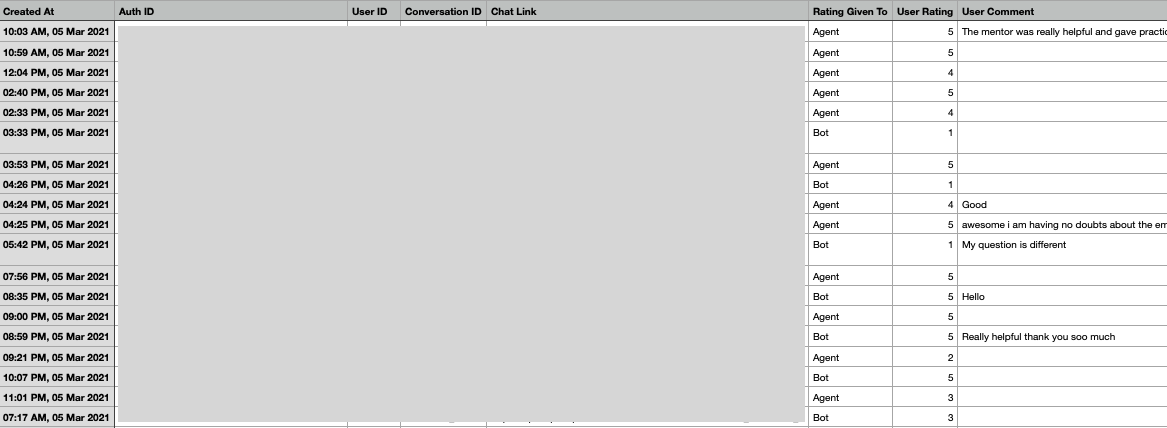 Created At Auth ID User ID Conversation ID Chat Link Rating Given To User Rating User Comment
10:03 AM, 05 Mar 2021 Agent 5 The mentor was really helpful and gave
10:59 AM, 05 Mar 2021 Agent 5
12:04 PM, 05 Mar 2021 Agent 4
02:40 PM, 05 Mar 2021 Agent 5
02:33 PM, 05 Mar 2021 Agent 4
03:33 PM, 05 Mar 2021 Bot 1
03:53 PM, 05 Mar 2021 Agent 5
04:26 PM, 05 Mar 2021 Bot 1
04:24 PM, 05 Mar 2021 Agent 4 Good
04:25 PM, 05 Mar 2021 Agent 5 awesome i am having no doubts about the
05:42 PM, 05 Mar 2021 Bot 1 My question is different
07:56 PM, 05 Mar 2021 Agent 5
08:35 PM, 05 Mar 2021 Bot 5 Hello
09:00 PM, 05 Mar 2021 Agent 5
08:59 PM, 05 Mar 2021 Bot 5 Really helpful thank you soo much
09:21 PM, 05 Mar 2021 Agent 2
10:07 PM, 05 Mar 2021 Bot 5
11:01 PM, 05 Mar 2021 Agent 3
07:17 AM, 05 Mar 2021 Bot 3